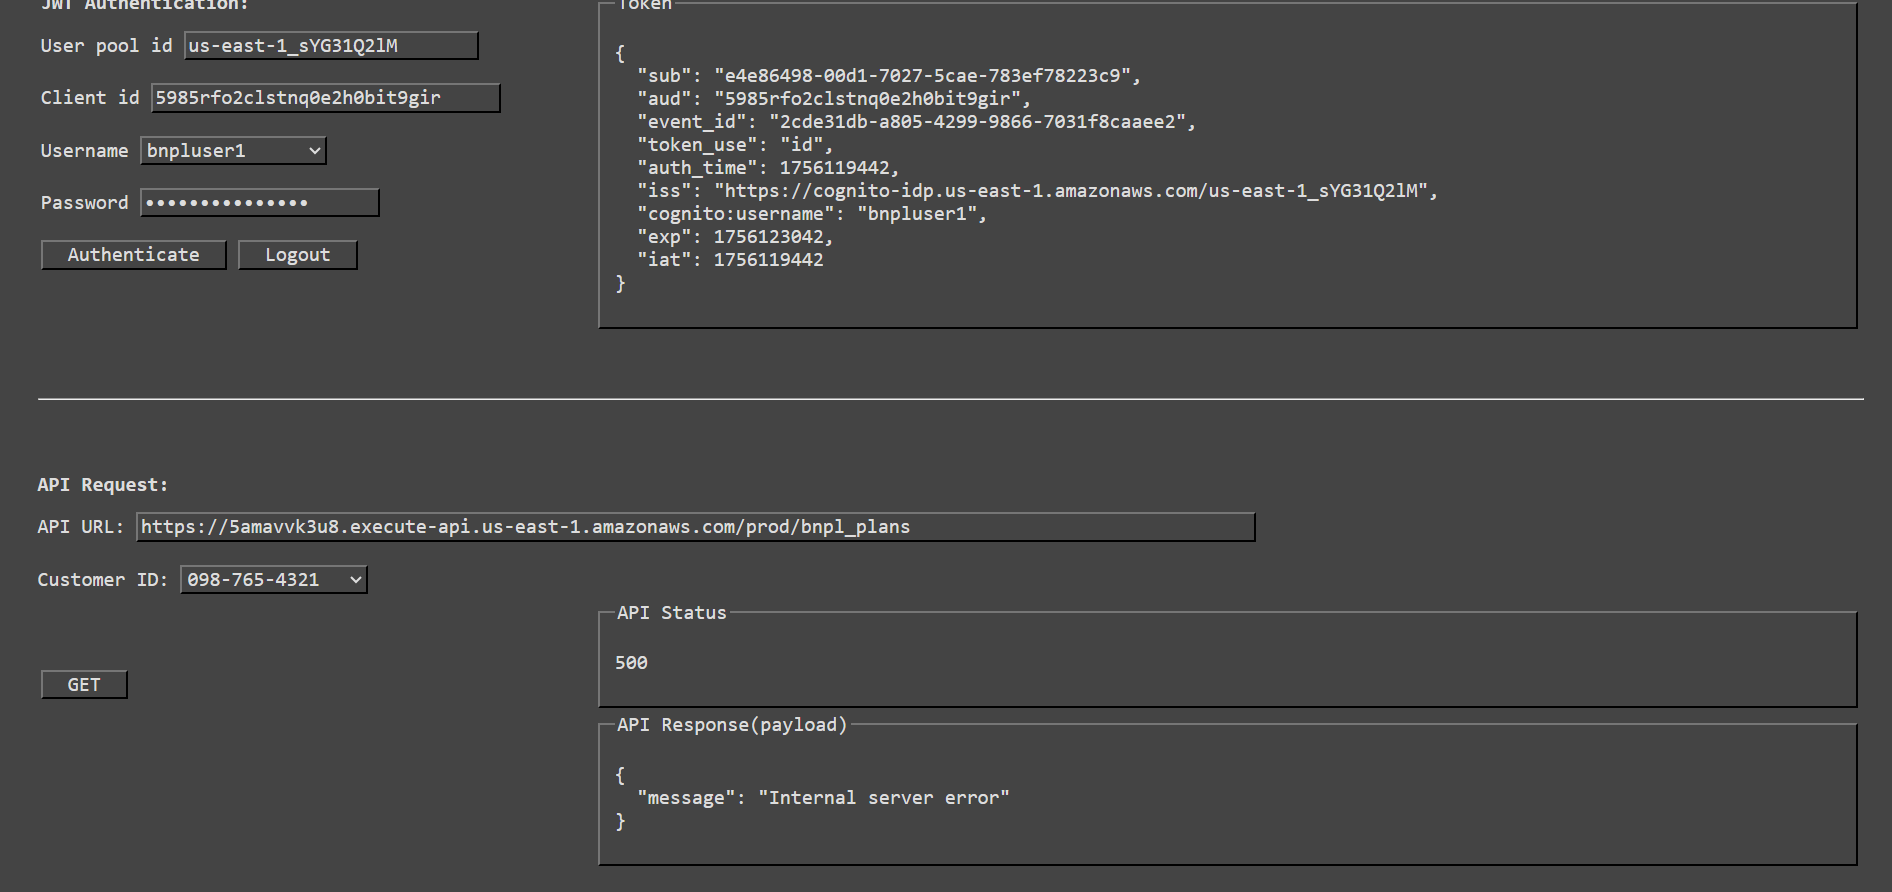 JWT Authentication:
User pool id us-east-1_sYG31Q2lM
Client id 5985rfo2clstnq0e2h0bit9gir
Username bnpluser1
Password •••••••••••••••
Authenticate Logout
Token
{
  "sub": "e4e86498-00d1-7027-5cae-783ef78223c9",
  "aud": "5985rfo2clstnq0e2h0bit9gir",
  "event_id": "2cde31db-a805-4299-9866-7031f8caaee2",
  "token_use": "id",
  "auth_time": 1756119442,
  "iss": "https://cognito-idp.us-east-1.amazonaws.com/us-east-1_sYG31Q2lM",
  "cognito:username": "bnpluser1",
  "exp": 1756123042,
  "iat": 1756119442
}
API Request:
API URL: https://5amavvk3u8.execute-api.us-east-1.amazonaws.com/prod/bnpl_plans
Customer ID: 098-765-4321
GET
API Status
500
API Response(payload)
{
  "message": "Internal server error"
}